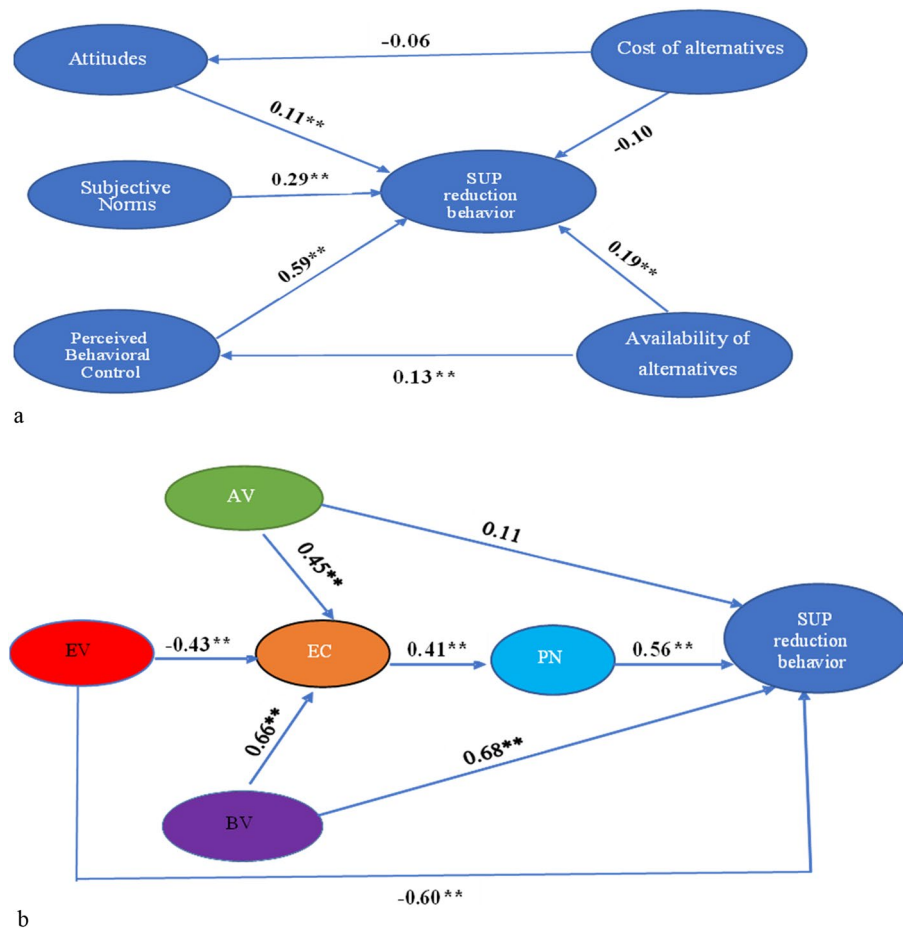 Attitudes
-0.06
Cost of alternatives
0.11**
-0.10
Subjective
Norms
0.29**
SUP
reduction
behavior
0.59**
0.19**
Perceived
Behavioral
Control
0.13**
Availability of
alternatives
a
AV
0.11
0.45**
EV
-0.43**
EC
0.41**
PN
0.56**
SUP
reduction
behavior
0.66**
0.68**
BV
-0.60**
b